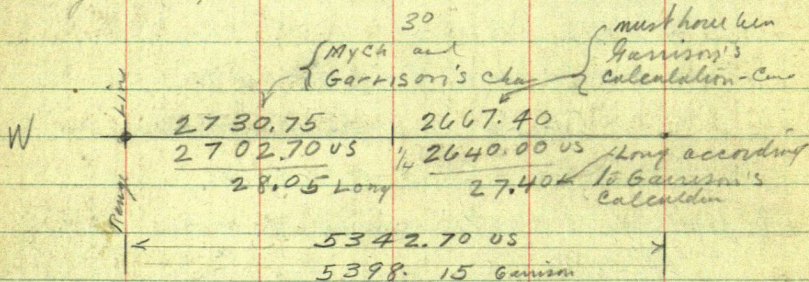 30
Mych and
Garrison's chai
must have been
Garrison's
calculation-Cue
W
Range Line
2730.75
2702.70 US
28.05 Long
2667.40
1/4 2640.00 US
27.40
Long according
to Garrison's
calculation
5342.70 US
5398. 15 Garrison